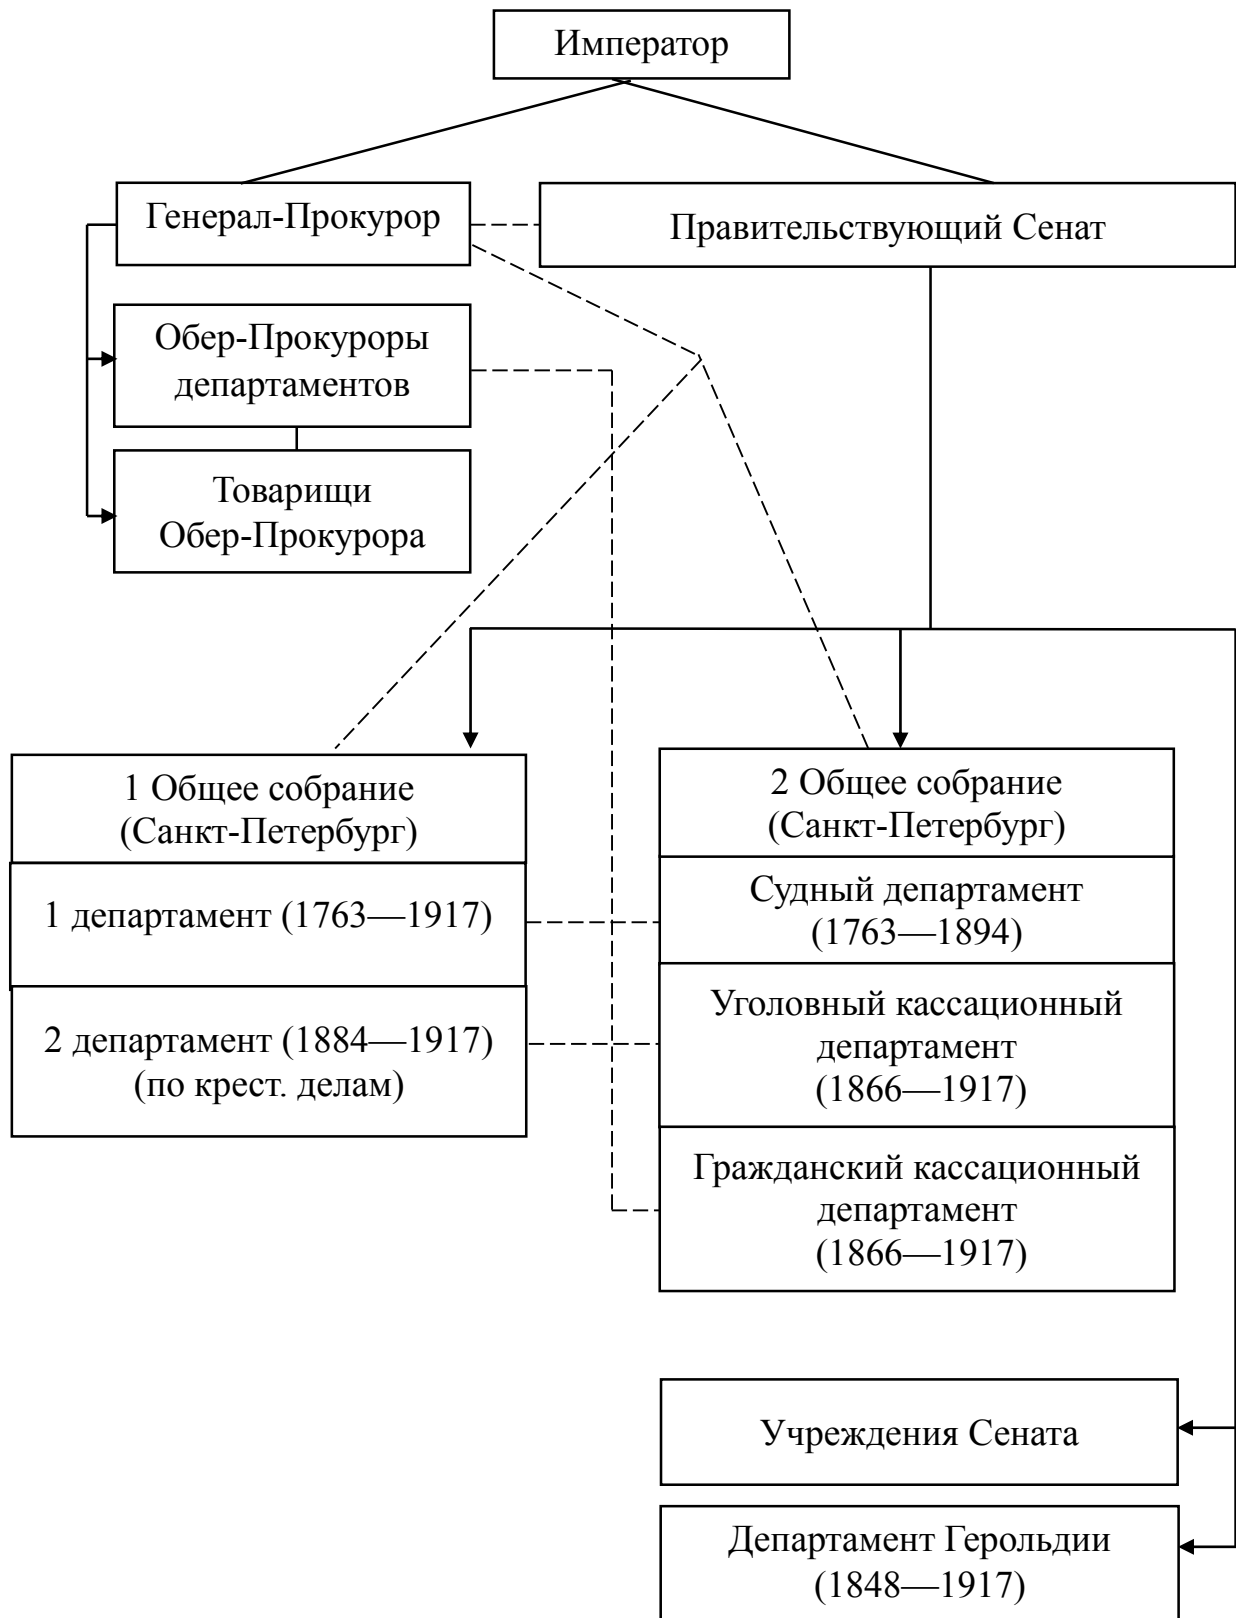 Император
Генерал-Прокурор
Правительствующий Сенат
Обер-Прокуроры
департаментов
Товарищи
Обер-Прокурора
1 Общее собрание
(Санкт-Петербург)
1 департамент (1763—1917)
2 департамент (1884—1917)
(по крест. делам)
2 Общее собрание
(Санкт-Петербург)
Судный департамент
(1763—1894)
Уголовный кассационный
департамент
(1866—1917)
Гражданский кассационный
департамент
(1866—1917)
Учреждения Сената
Департамент Герольдии
(1848—1917)